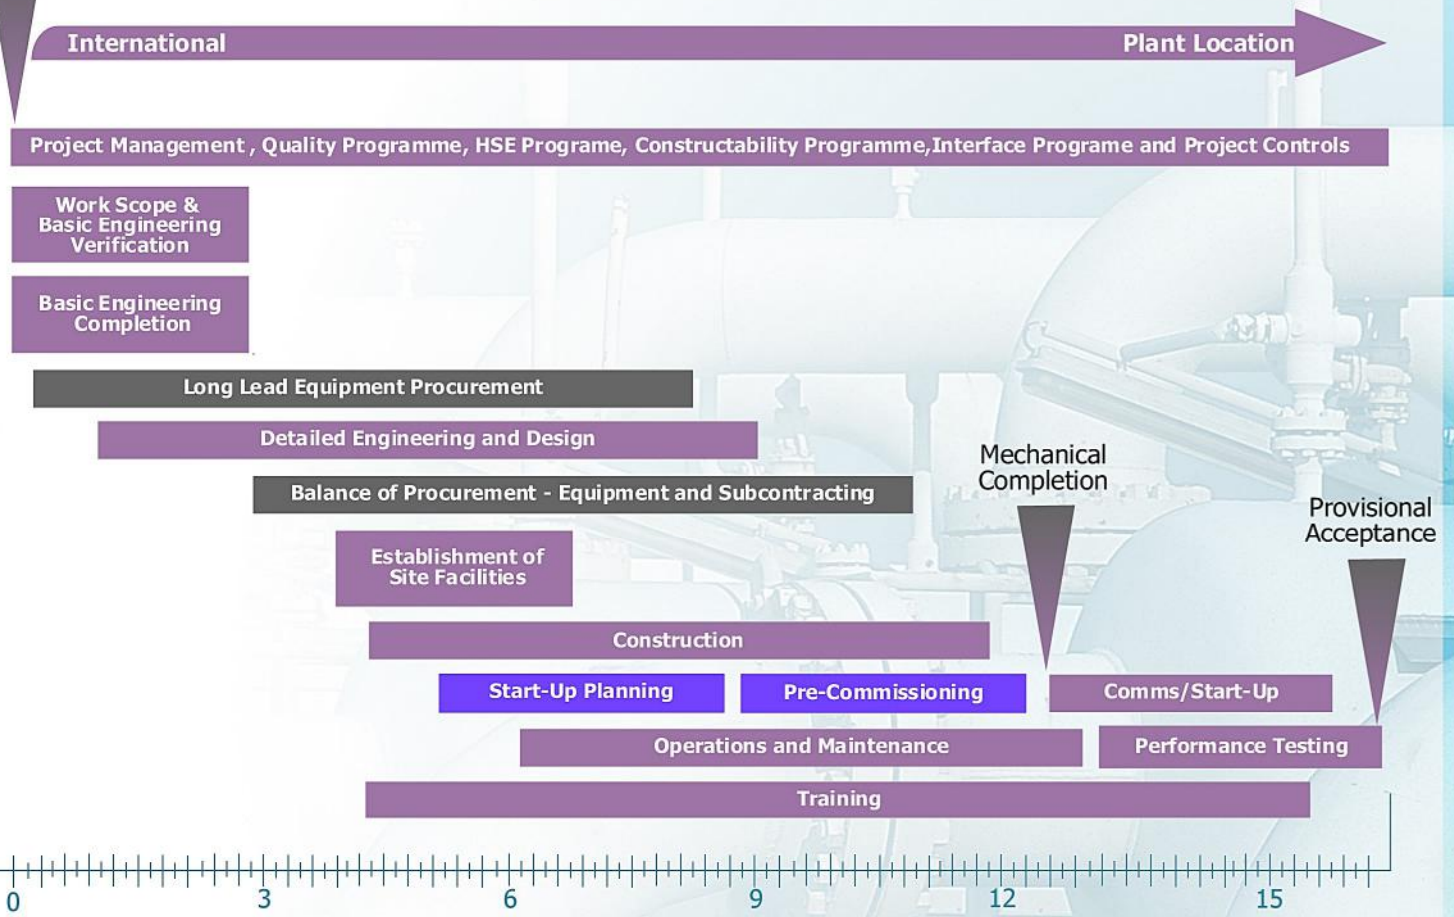 International
Plant Location
Project Management , Quality Programme, HSE Programe, Constructability Programme,Interface Programe and Project Controls
Work Scope &
Basic Engineering
Verification
Basic Engineering
Completion
Long Lead Equipment Procurement
Detailed Engineering and Design
Balance of Procurement - Equipment and Subcontracting
Mechanical
Completion
Provisional
Acceptance
Establishment of
Site Facilities
Construction
Start-Up Planning
Pre-Commissioning
Comms/Start-Up
Operations and Maintenance
Performance Testing
Training
0 3 6 9 12 15